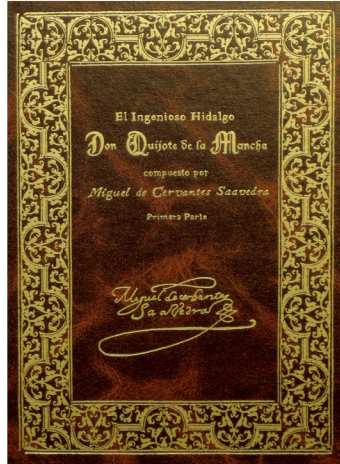 El Ingenioso Hidalgo
Don Quijote de la Mancha
compuesto por
Miguel de Cervantes Saavedra
Primera Parte
Miguel de cerbantes
Saavedra